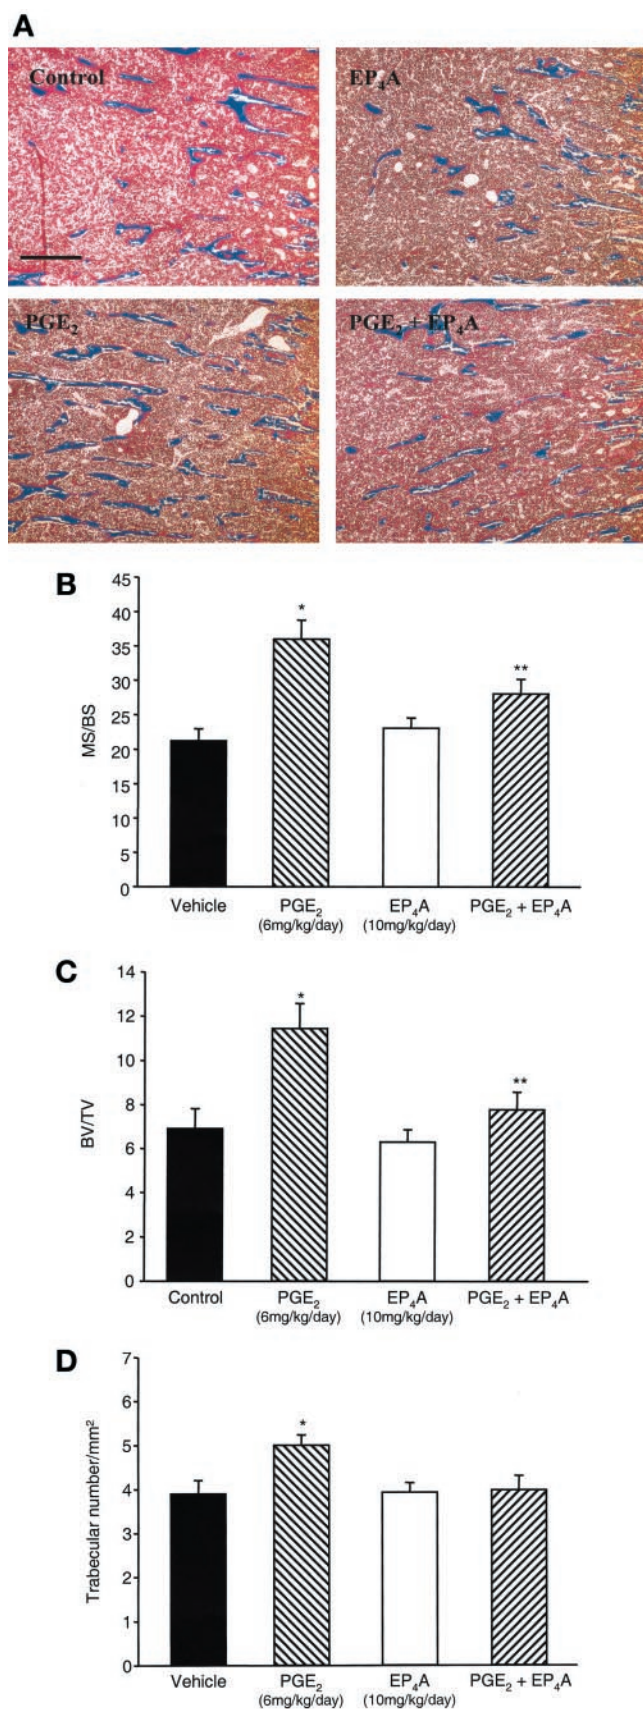 A
Control
EP₄A
PGE₂
PGE₂ + EP₄A
B
45
40
35
30
25
20
15
10
5
0
MS/BS
*
**
Vehicle PGE₂ EP₄A PGE₂ + EP₄A
(6mg/kg/day) (10mg/kg/day)
C
14
12
10
8
6
4
2
0
BV/TV
*
**
Control PGE₂ EP₄A PGE₂ + EP₄A
(6mg/kg/day) (10mg/kg/day)
D
7
6
5
4
3
2
1
0
Trabecular number/mm²
*
Vehicle PGE₂ EP₄A PGE₂ + EP₄A
(6mg/kg/day) (10mg/kg/day)